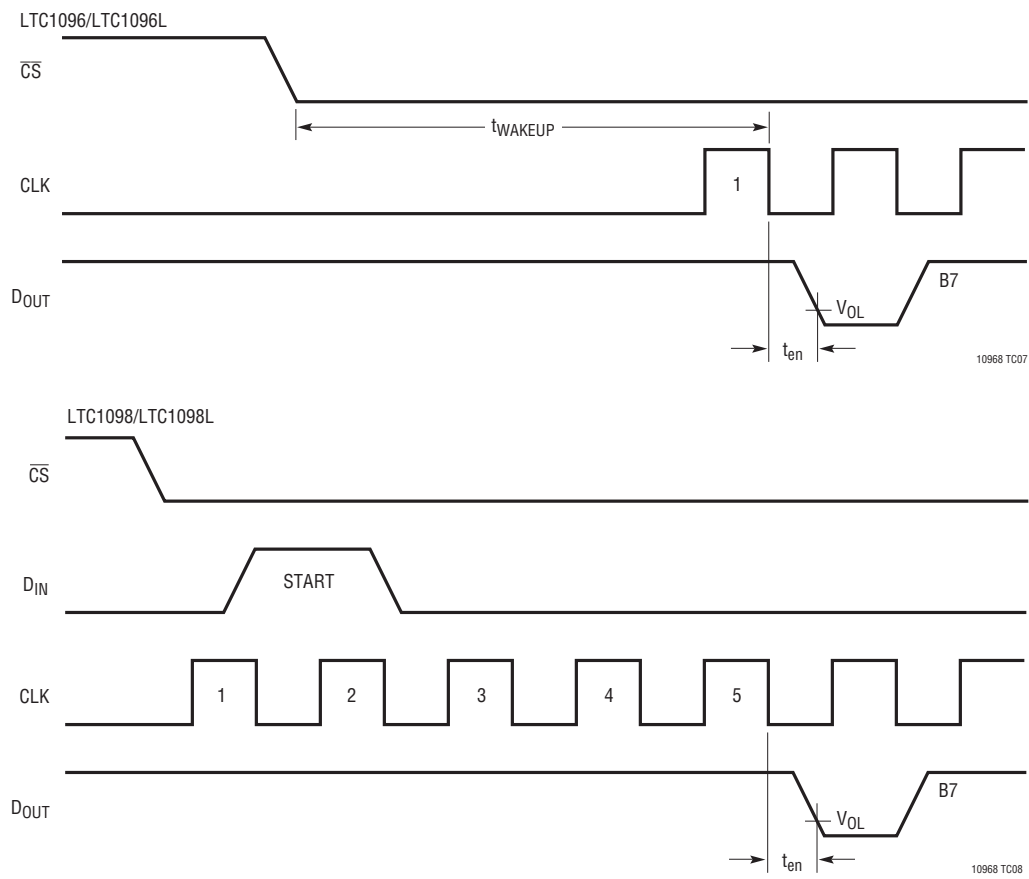 LTC1096/LTC1096L
CS
tWAKEUP
CLK
1
DOUT
B7
VOL
ten
10968 TC07
LTC1098/LTC1098L
CS
DIN
START
CLK
1 2 3 4 5
DOUT
B7
VOL
ten
10968 TC08